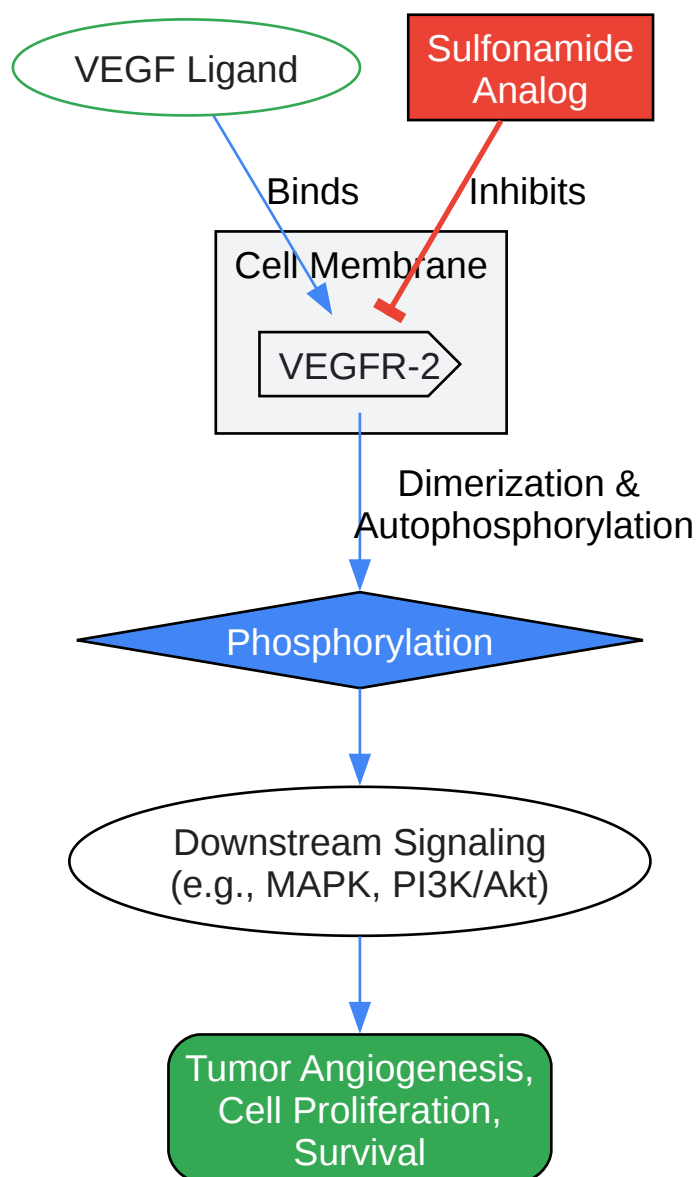 VEGF Ligand
Sulfonamide
Analog
Binds
Inhibits
Cell Membrane
VEGFR-2
Dimerization &
Autophosphorylation
Phosphorylation
Downstream Signaling
(e.g., MAPK, PI3K/Akt)
Tumor Angiogenesis,
Cell Proliferation,
Survival